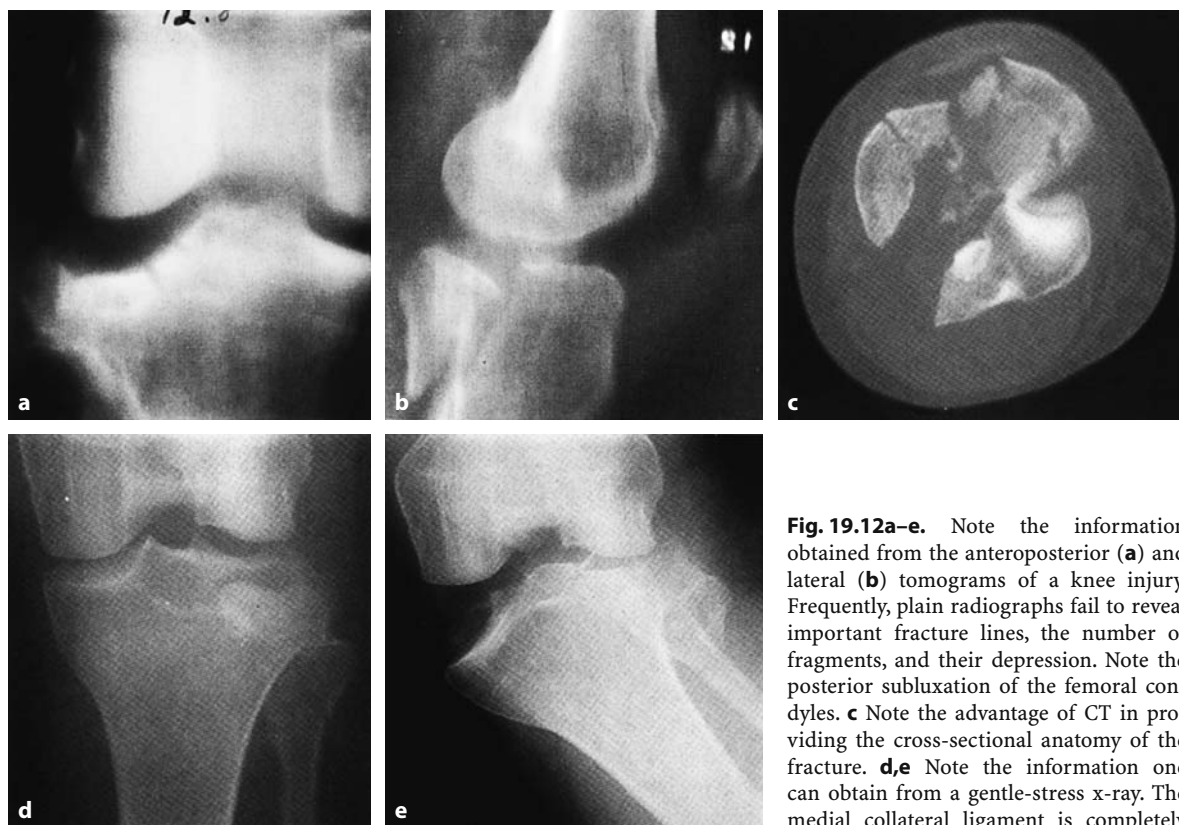 a
b
c
d
e
Fig. 19.12a–e. Note the information
obtained from the anteroposterior (a) and
lateral (b) tomograms of a knee injury
Frequently, plain radiographs fail to revea
important fracture lines, the number o
fragments, and their depression. Note the
posterior subluxation of the femoral con
dyles. c Note the advantage of CT in pro
viding the cross-sectional anatomy of the
fracture. d,e Note the information one
can obtain from a gentle-stress x-ray. The
medial collateral ligament is completely